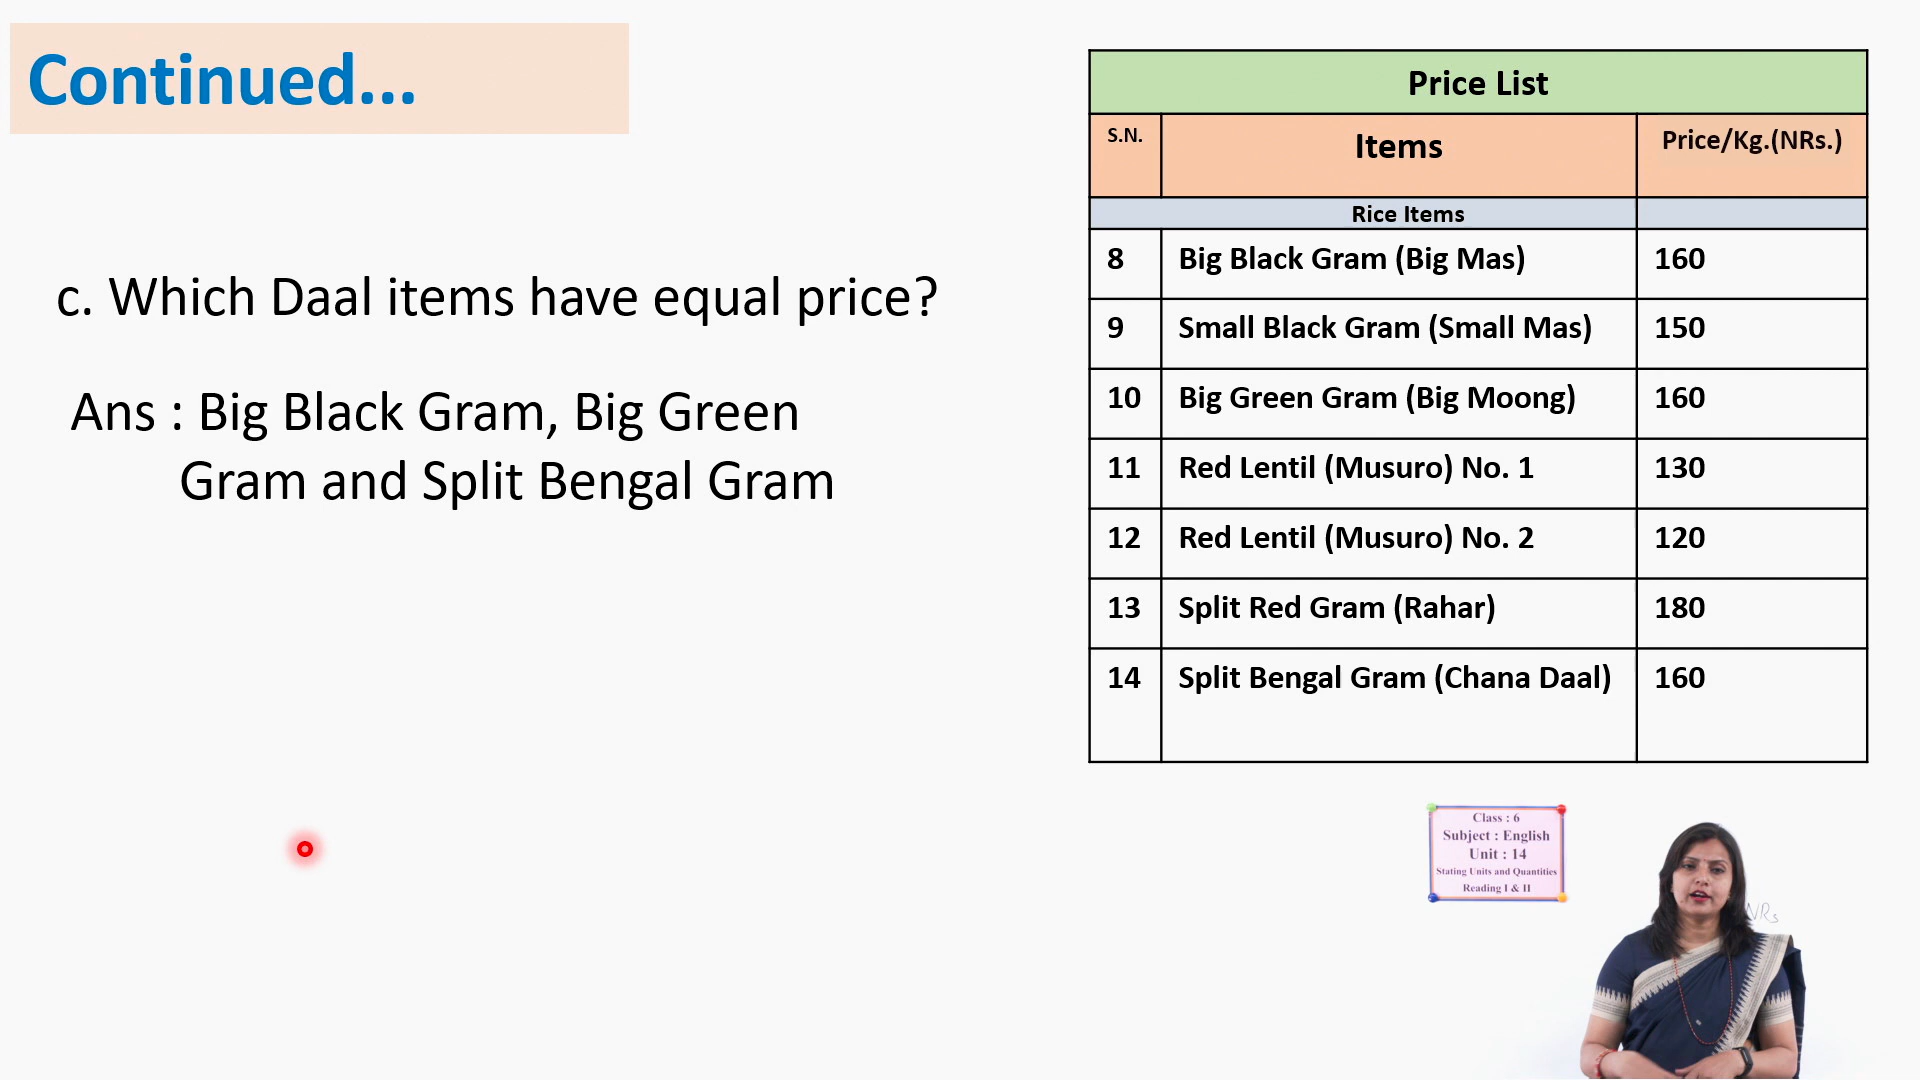 Continued...
c. Which Daal items have equal price?
Ans : Big Black Gram, Big Green
Gram and Split Bengal Gram
Price List
S.N. Items Price/Kg.(NRs.)
Rice Items
8 Big Black Gram (Big Mas) 160
9 Small Black Gram (Small Mas) 150
10 Big Green Gram (Big Moong) 160
11 Red Lentil (Musuro) No. 1 130
12 Red Lentil (Musuro) No. 2 120
13 Split Red Gram (Rahar) 180
14 Split Bengal Gram (Chana Daal) 160
Class : 6
Subject : English
Unit : 14
Stating Units and Quantities
Reading I & II
NRs